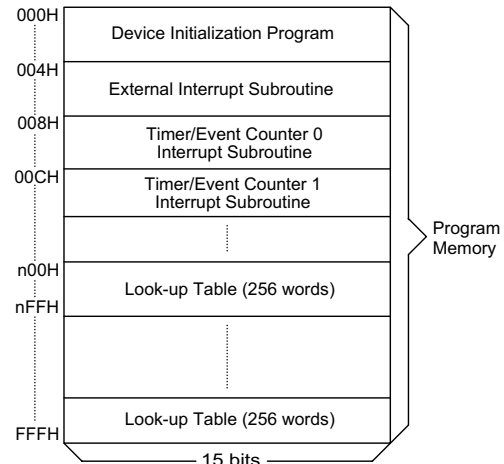 000H
Device Initialization Program
004H
External Interrupt Subroutine
008H
Timer/Event Counter 0
Interrupt Subroutine
00CH
Timer/Event Counter 1
Interrupt Subroutine
Program
Memory
n00H
Look-up Table (256 words)
nFFH
Look-up Table (256 words)
FFFH
15 bits